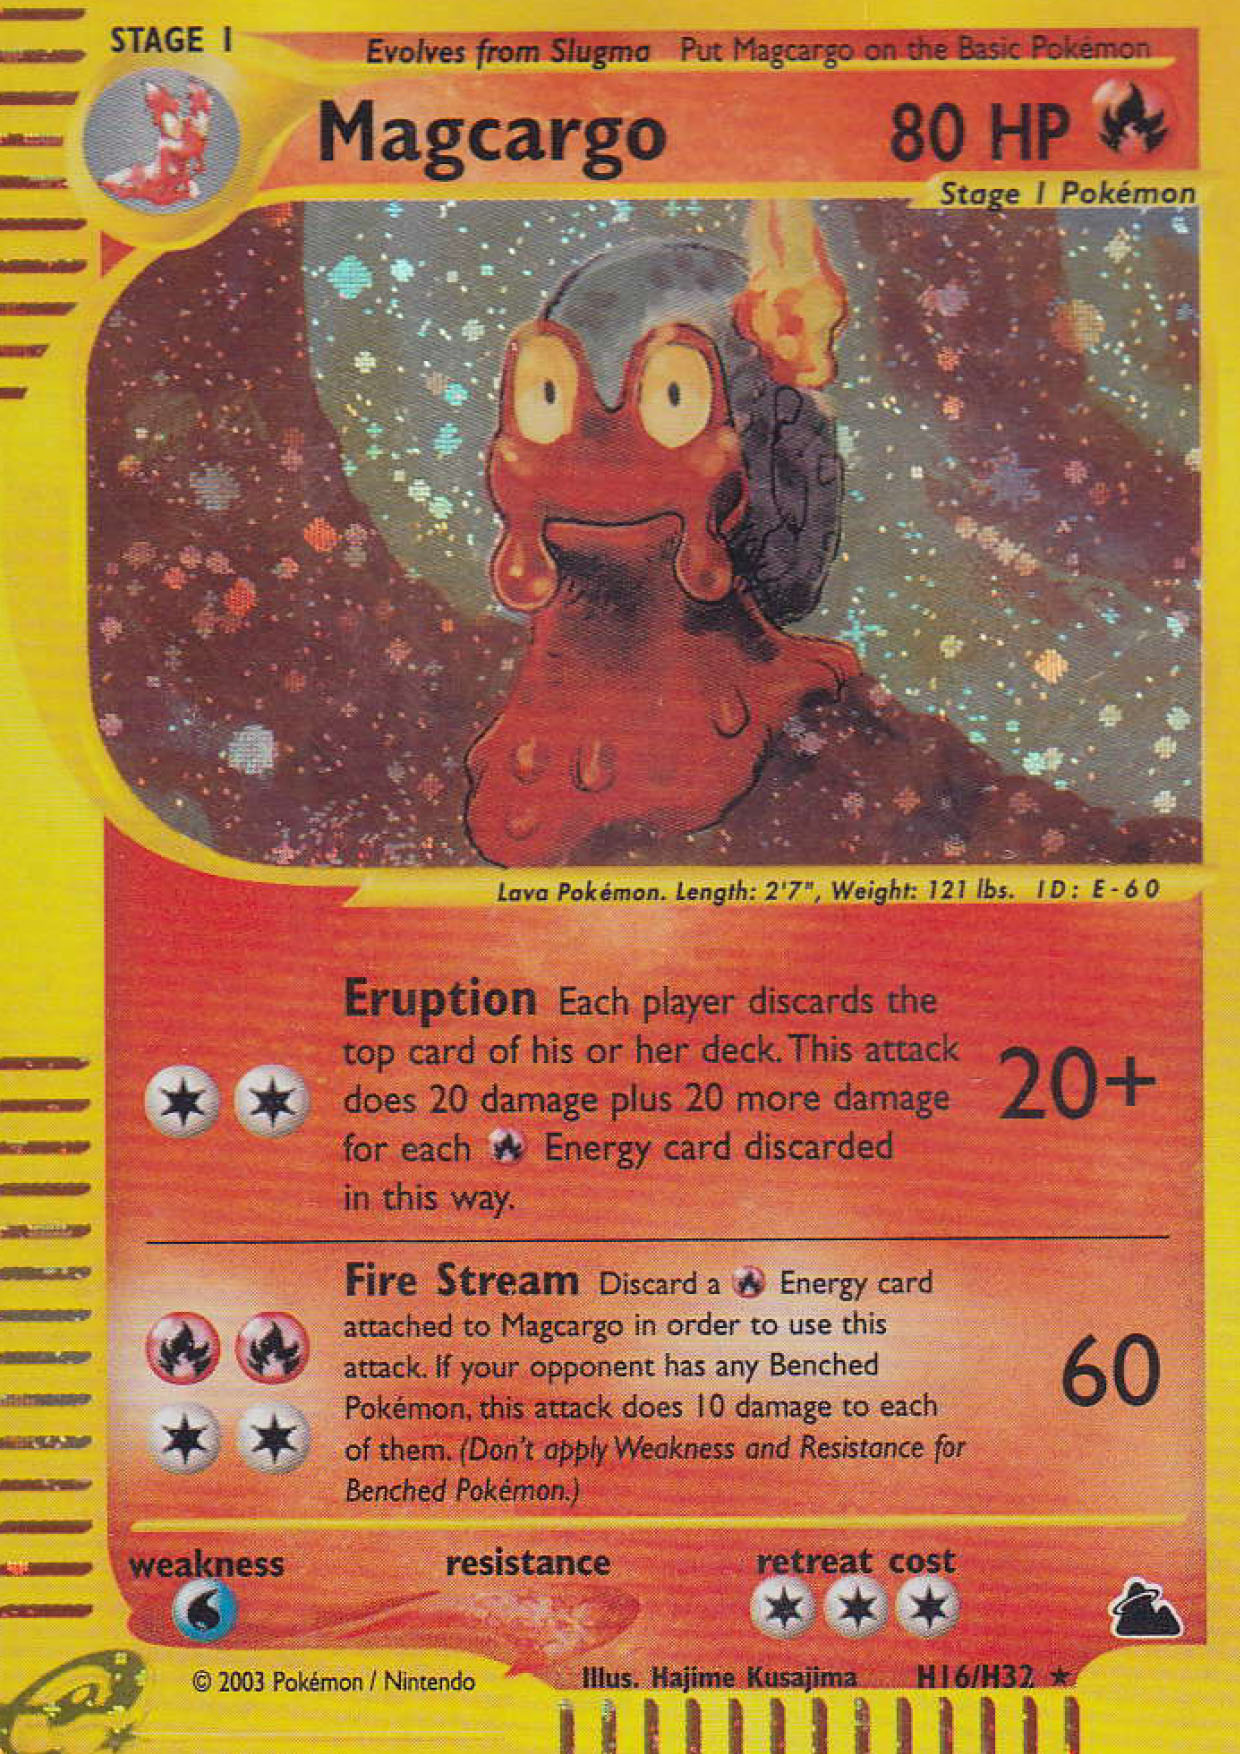 STAGE 1
Evolves from Slugma Put Magcargo on the Basic Pokémon
Magcargo 80 HP
Stage 1 Pokémon
Lava Pokémon. Length: 2'7", Weight: 121 lbs. ID: E-60
Eruption Each player discards the
top card of his or her deck. This attack
does 20 damage plus 20 more damage
for each Energy card discarded
in this way.
20+
Fire Stream Discard a Energy card
attached to Magcargo in order to use this
attack. If your opponent has any Benched
Pokémon, this attack does 10 damage to each
of them. (Don't apply Weakness and Resistance for
Benched Pokémon.)
60
weakness resistance retreat cost
© 2003 Pokémon / Nintendo Illus. Hajime Kusajima H16/H32 ★